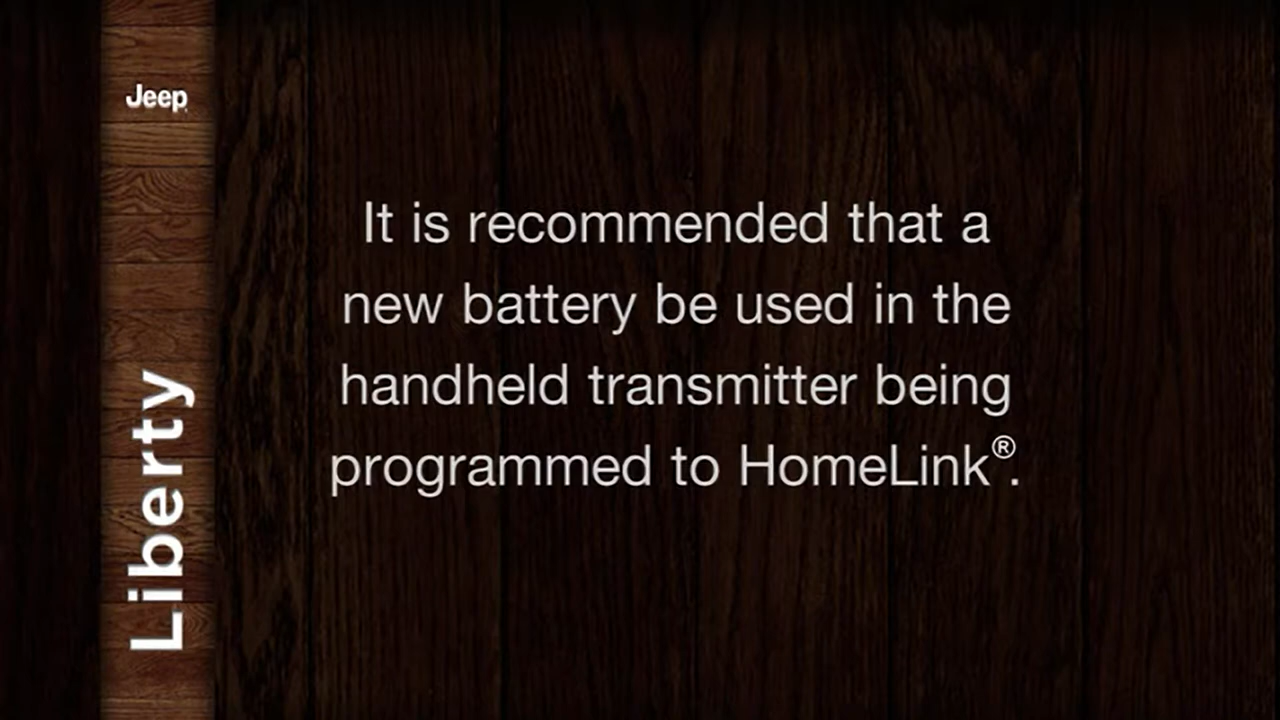 Jeep
Liberty
It is recommended that a
new battery be used in the
handheld transmitter being
programmed to HomeLink®.